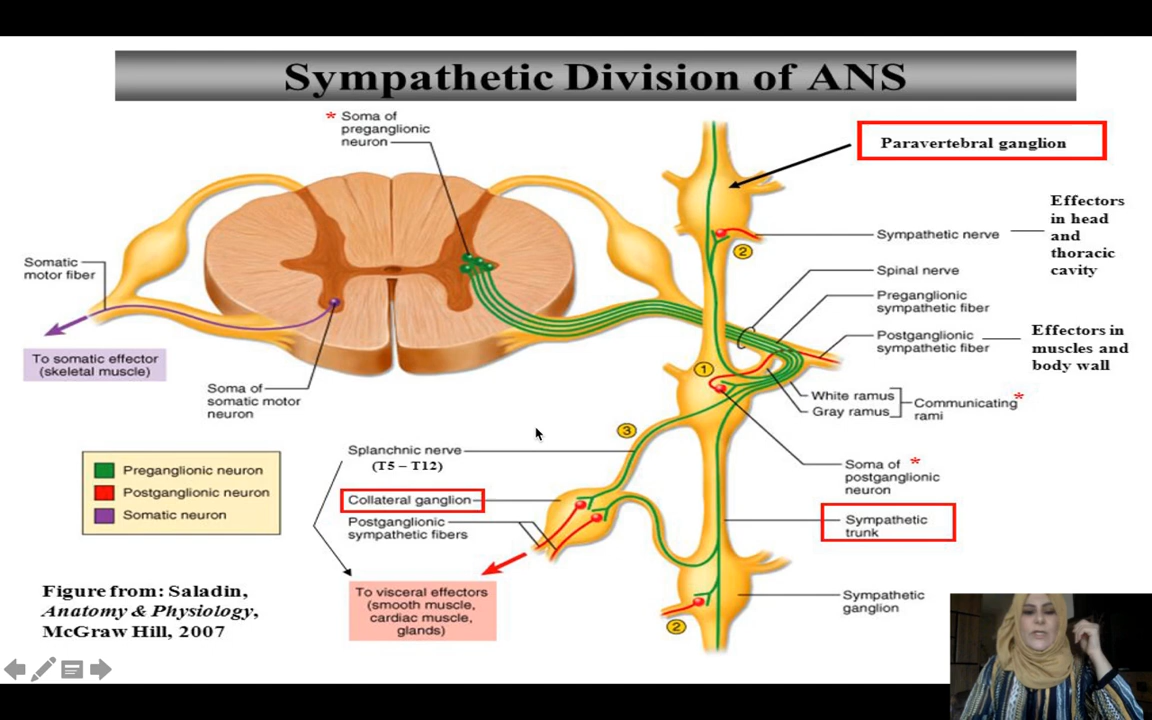 Sympathetic Division of ANS
* Soma of
preganglionic
neuron
Paravertebral ganglion
Effectors
in head
and
thoracic
cavity
Somatic
motor fiber
2
Sympathetic nerve
Spinal nerve
Preganglionic
sympathetic fiber
Postganglionic
sympathetic fiber
Effectors in
muscles and
body wall
To somatic effector
(skeletal muscle)
Soma of
somatic motor
neuron
1
White ramus
Gray ramus
Communicating*
rami
3
Splanchnic nerve
(T5 – T12)
Collateral ganglion
Postganglionic
sympathetic fibers
Soma of *
postganglionic
neuron
Preganglionic neuron
Postganglionic neuron
Somatic neuron
Sympathetic
trunk
To visceral effectors
(smooth muscle,
cardiac muscle,
glands)
Sympathetic
ganglion
2
Figure from: Saladin,
Anatomy & Physiology,
McGraw Hill, 2007